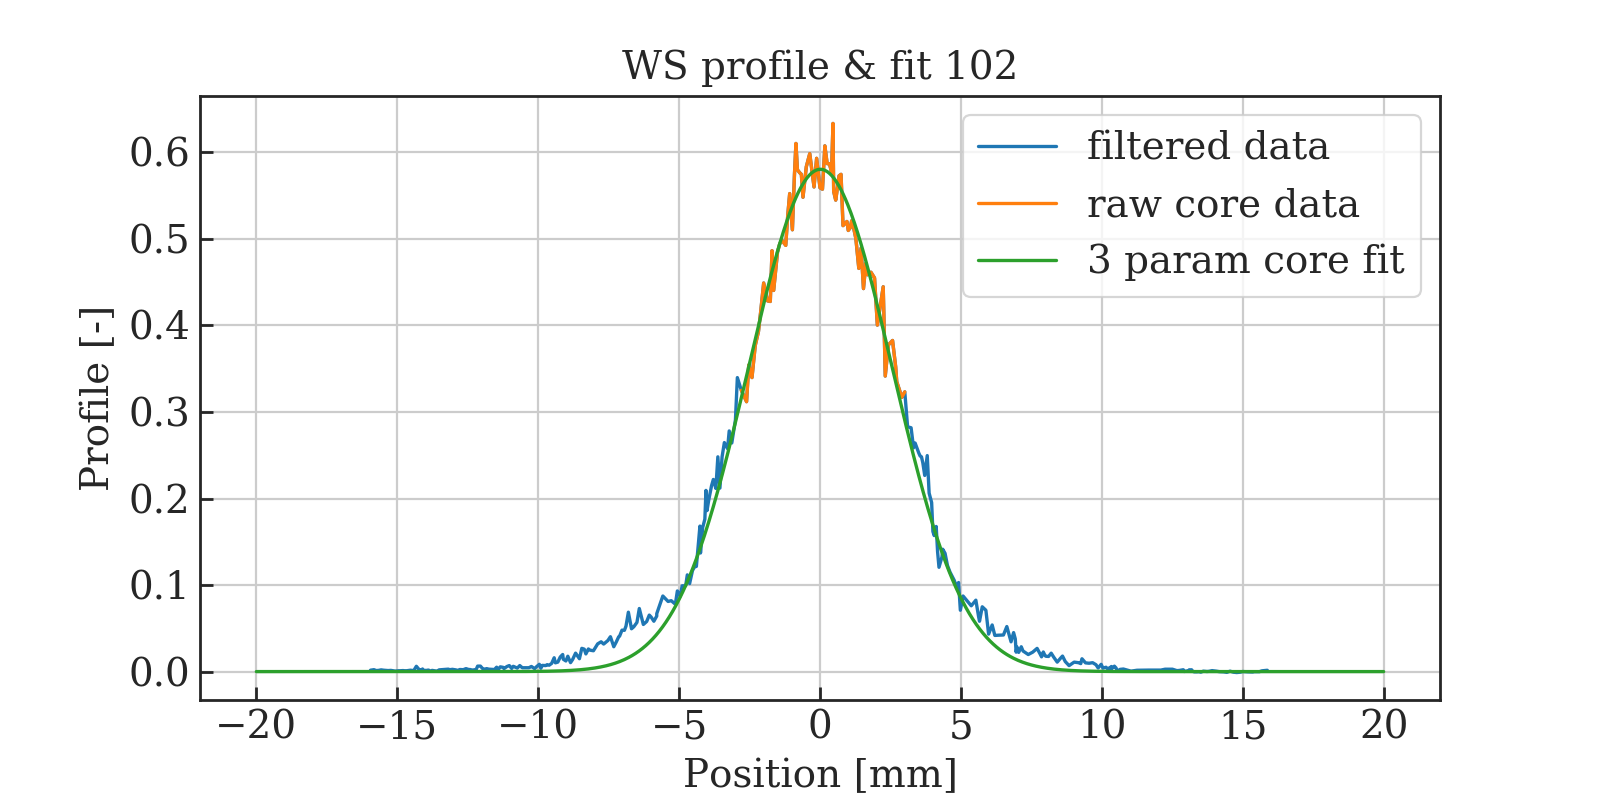 WS profile & fit 102
filtered data
raw core data
3 param core fit
Profile [-]
0.6
0.5
0.4
0.3
0.2
0.1
0.0
−20 −15 −10 −5 0 5 10 15 20
Position [mm]